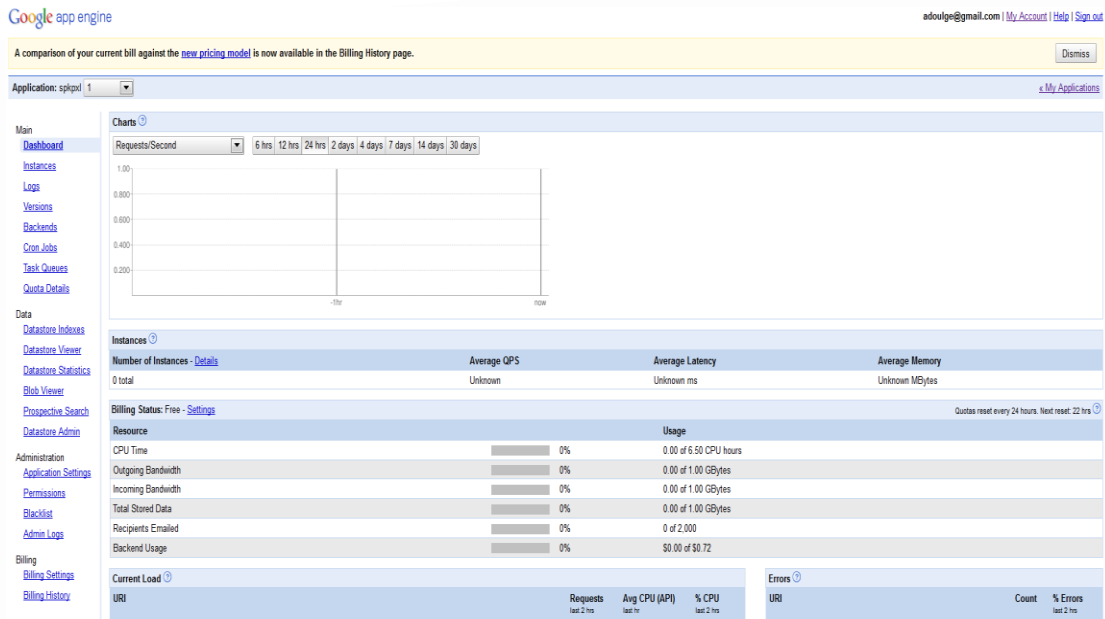 Google app engine
adoulge@gmail.com | My Account | Help | Sign out
A comparison of your current bill against the new pricing model is now available in the Billing History page.
Dismiss
Application: spkpxl 1
« My Applications
Main
Dashboard
Instances
Logs
Versions
Backends
Cron Jobs
Task Queues
Quota Details
Data
Datastore Indexes
Datastore Viewer
Datastore Statistics
Blob Viewer
Prospective Search
Datastore Admin
Administration
Application Settings
Permissions
Blacklist
Admin Logs
Billing
Billing Settings
Billing History
Charts ?
Requests/Second 6 hrs 12 hrs 24 hrs 2 days 4 days 7 days 14 days 30 days
1.00
0.800
0.600
0.400
0.200
-1hr now
Instances ?
Number of Instances - Details Average QPS Average Latency Average Memory
0 total Unknown Unknown ms Unknown MBytes
Billing Status: Free - Settings Quotas reset every 24 hours. Next reset: 22 hrs ?
Resource Usage
CPU Time 0% 0.00 of 6.50 CPU hours
Outgoing Bandwidth 0% 0.00 of 1.00 GBytes
Incoming Bandwidth 0% 0.00 of 1.00 GBytes
Total Stored Data 0% 0.00 of 1.00 GBytes
Recipients Emailed 0% 0 of 2,000
Backend Usage 0% $0.00 of $0.72
Current Load ?
URI Requests Avg CPU (API) % CPU
last 2 hrs last hr last 2 hrs
Errors ?
URI Count % Errors
last 2 hrs